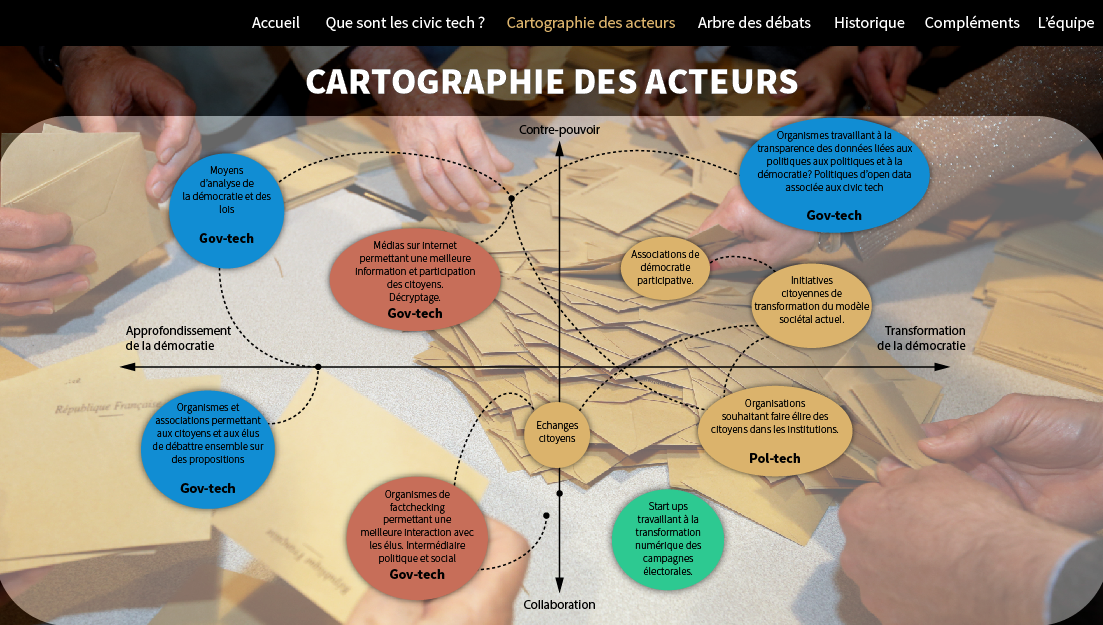 Accueil
Que sont les civic tech ?
Cartographie des acteurs
Arbre des débats
Historique
Compléments
L'équipe
CARTOGRAPHIE DES ACTEURS
Contre-pouvoir
Moyens
d'analyse de
la démocratie et des
lois
Gov-tech
Organismes travaillant à la
transparence des données liées aux
politiques aux politiques et à la
démocratie? Politiques d'open data
associée aux civic tech
Gov-tech
Médias sur internet
permettant une meilleure
information et participation
des citoyens.
Décryptage.
Gov-tech
Associations de
démocratie
participative.
Initiatives
citoyennes de
transformation du modèle
sociétal actuel.
Approfondissement
de la démocratie
Transformation
de la démocratie
République Française
Organismes et
associations permettant
aux citoyens et aux élus
de débattre ensemble sur
des propositions
Gov-tech
Echanges
citoyens
Organisations
souhaitant faire élire des
citoyens dans les institutions.
Pol-tech
Organismes de
factchecking
permettant une
meilleure interaction avec
les élus. Intermédiaire
politique et social
Gov-tech
Start ups
travaillant à la
transformation
numérique des
campagnes
électorales.
Collaboration